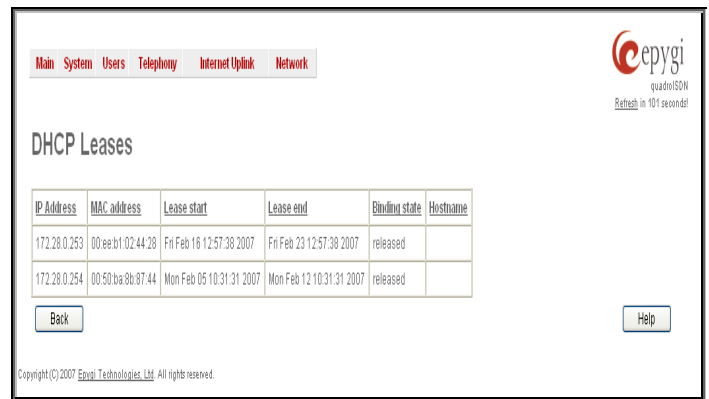 epygi
Main System Users Telephony Internet Uplink Network
quadroISDN
Refresh in 101 seconds!
DHCP Leases
IP Address MAC address Lease start Lease end Binding state Hostname
172.28.0.253 00:ee:b1:02:44:28 Fri Feb 16 12:57:38 2007 Fri Feb 23 12:57:38 2007 released
172.28.0.254 00:50:ba:8b:87:44 Mon Feb 05 10:31:31 2007 Mon Feb 12 10:31:31 2007 released
Back Help
Copyright (C) 2007 Epygi Technologies, Ltd. All rights reserved.